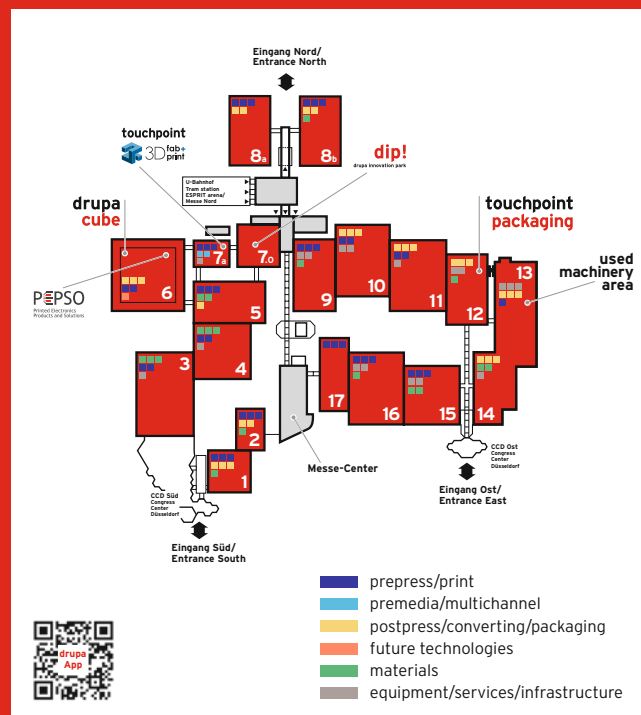 Eingang Nord/
Entrance North
8a
8b
touchpoint
3D fab+
print
dip!
drupa innovation park
U-Bahnhof
Tram station
ESPRIT arena/
Messe Nord
drupa
cube
touchpoint
packaging
used
machinery
area
7a
7.0
PEPSO
Printed Electronics
Products and Solutions
6
5
4
3
9
10
11
12
13
17
16
15
14
2
1
Messe-Center
CCD Süd
Congress
Center
Düsseldorf
CCD Ost
Congress
Center
Düsseldorf
Eingang Süd/
Entrance South
Eingang Ost/
Entrance East
prepress/print
premedia/multichannel
postpress/converting/packaging
future technologies
materials
equipment/services/infrastructure
drupa
App